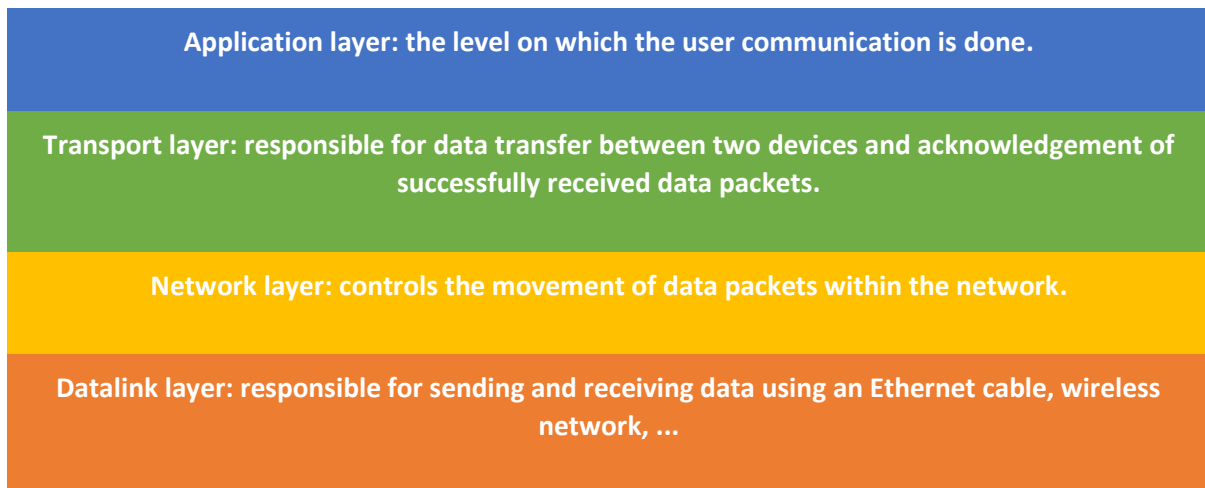 Application layer: the level on which the user communication is done.
Transport layer: responsible for data transfer between two devices and acknowledgement of
successfully received data packets.
Network layer: controls the movement of data packets within the network.
Datalink layer: responsible for sending and receiving data using an Ethernet cable, wireless
network, ...